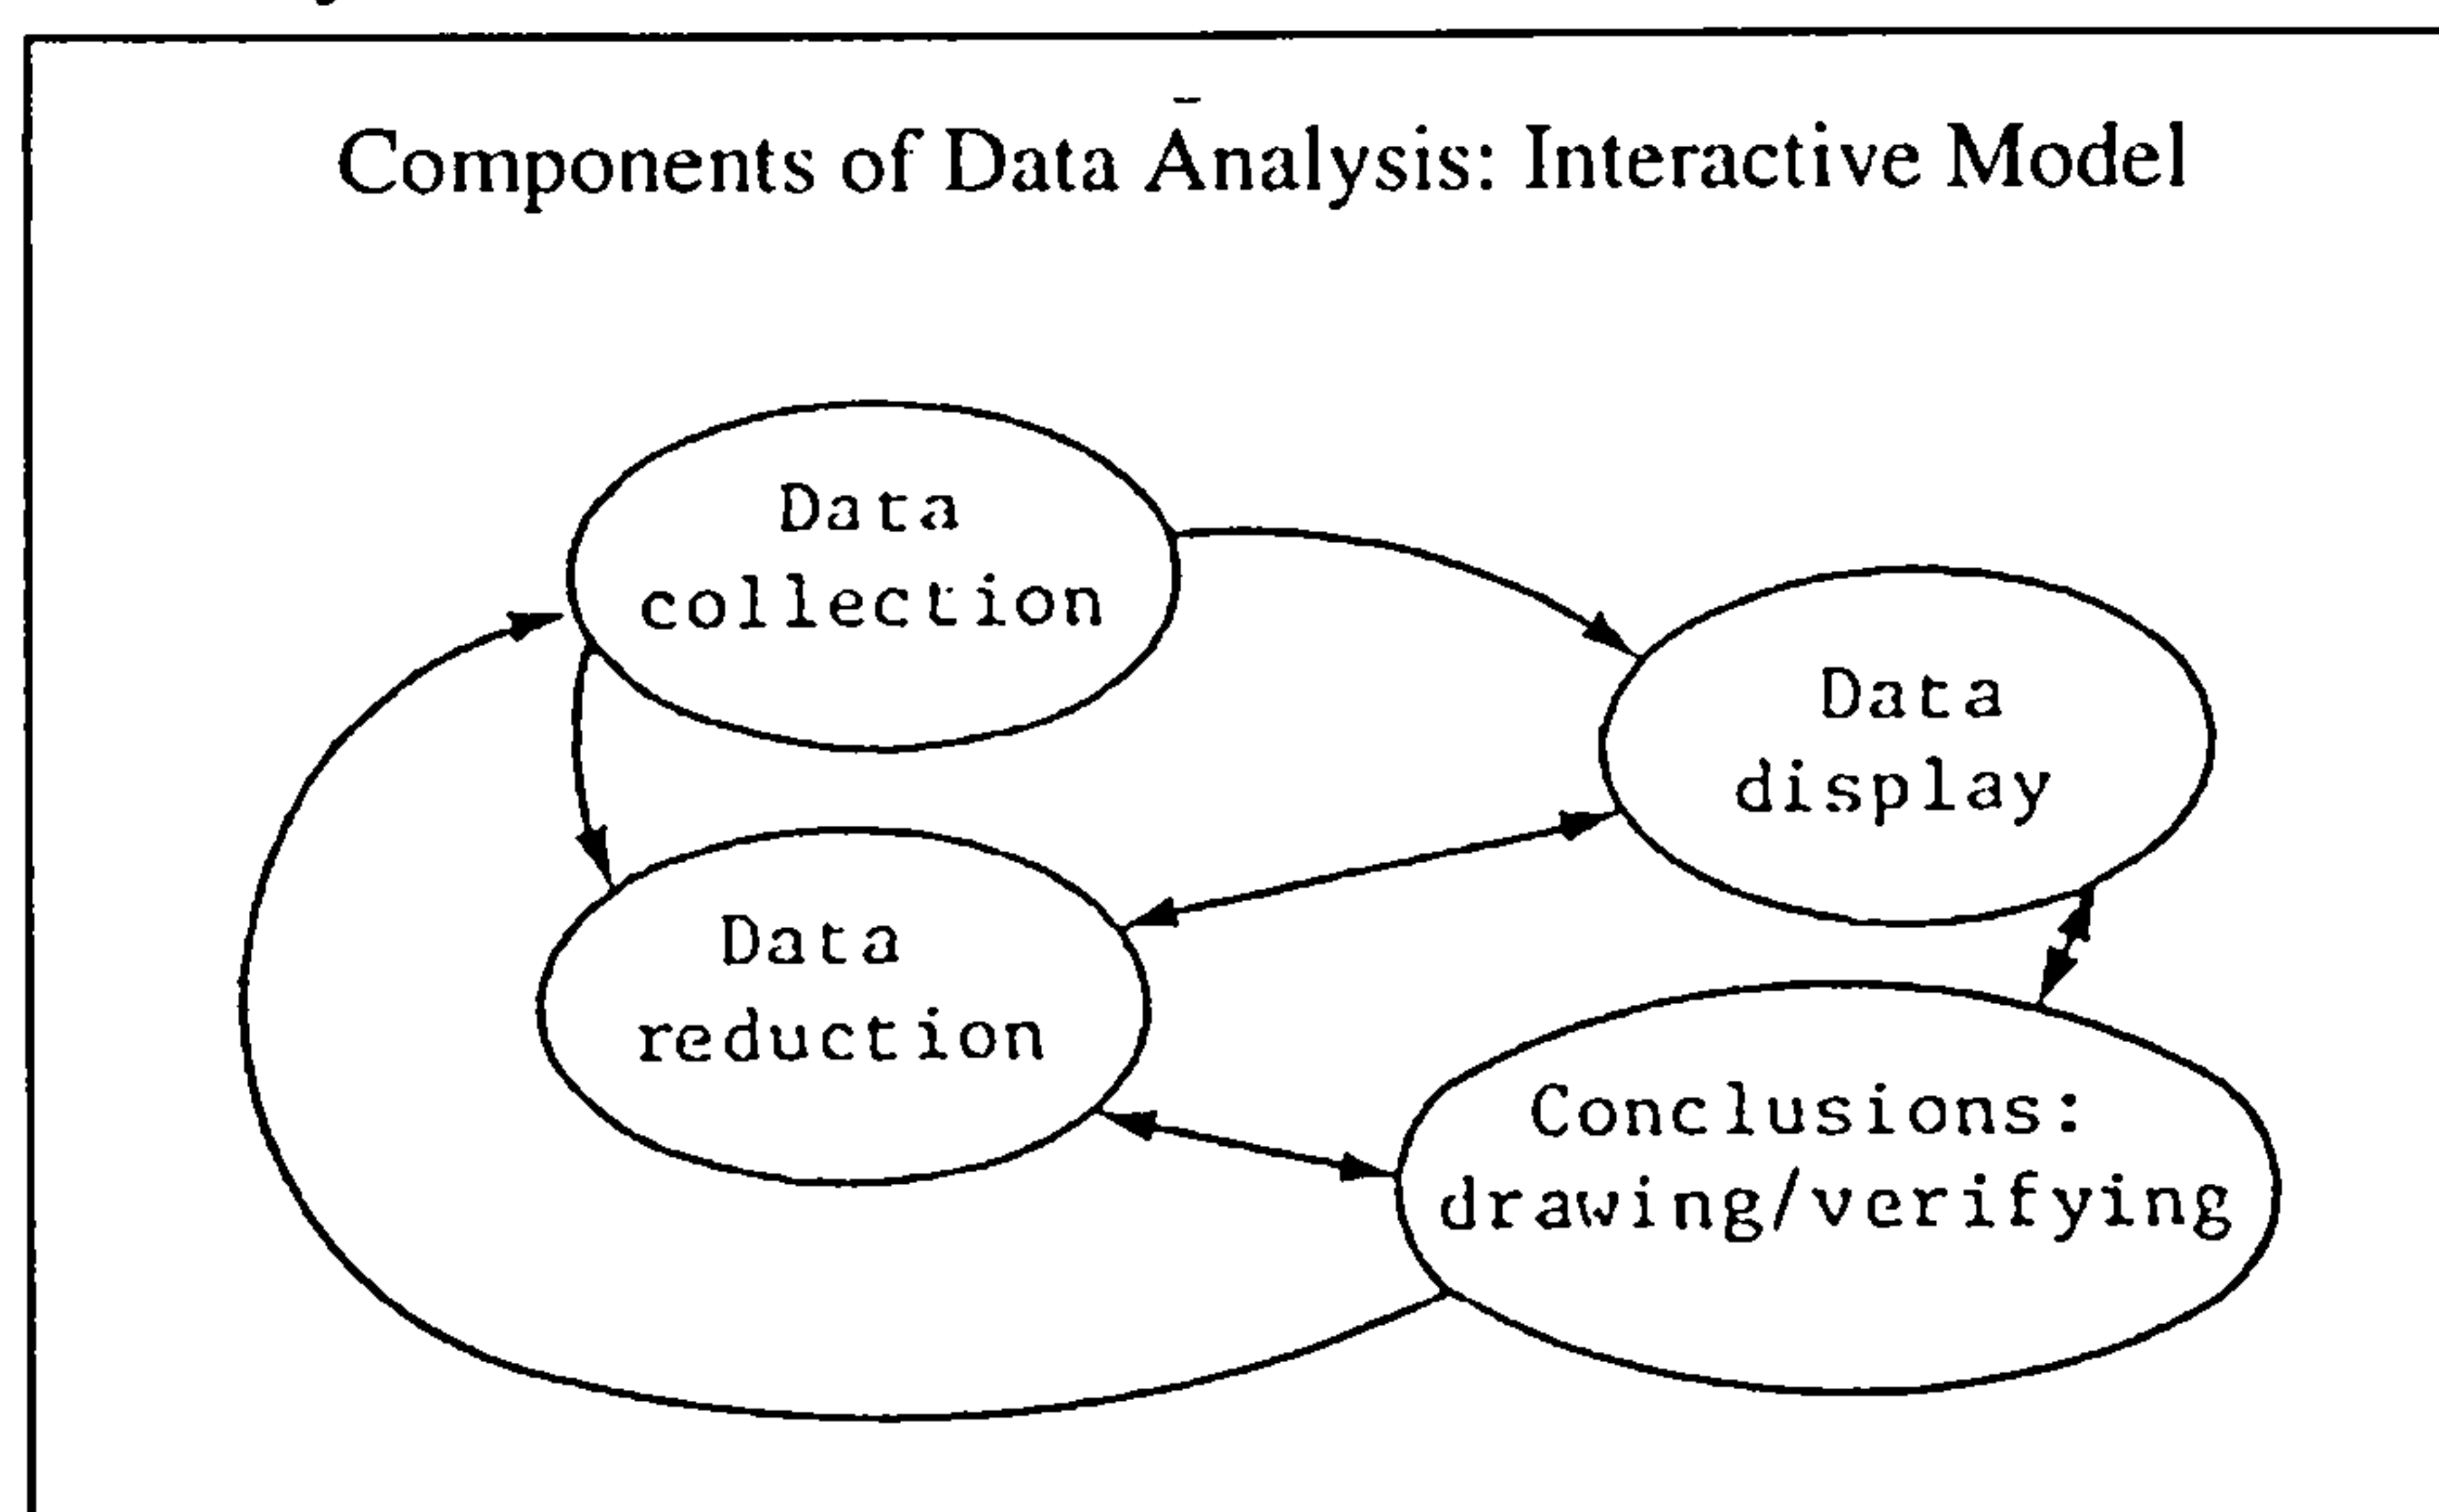 Components of Data Analysis: Interactive Model
Data
collection
Data
display
Data
reduction
Conclusions:
drawing/verifying